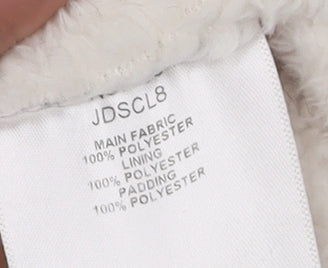 JDSCL8
MAIN FABRIC
100% POLYESTER
LINING
100% POLYESTER
PADDING
100% POLYESTER